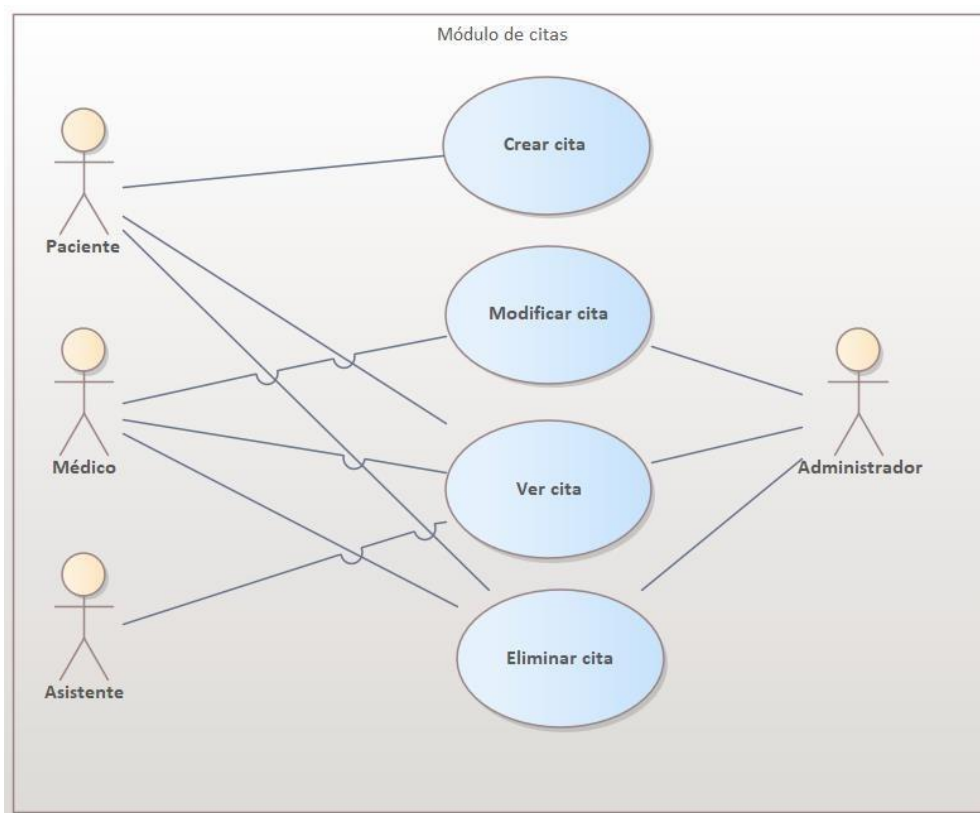 Módulo de citas
Crear cita
Paciente
Modificar cita
Médico
Administrador
Ver cita
Eliminar cita
Asistente